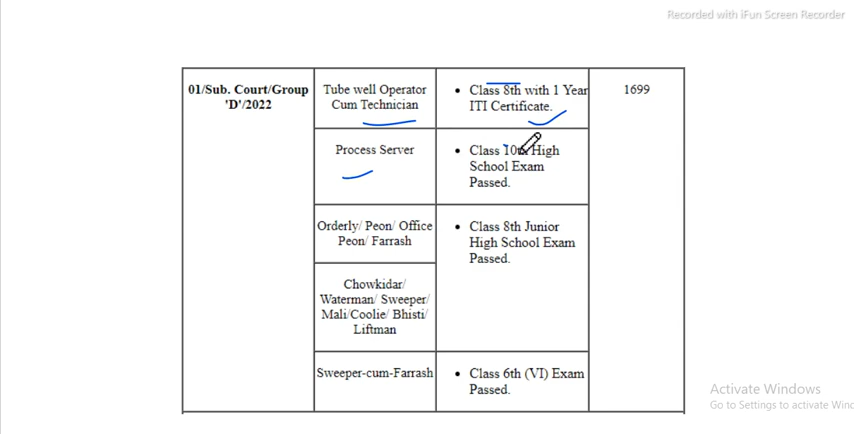 Recorded with iFun Screen Recorder
01/Sub. Court/Group
'D'/2022
Tube well Operator
Cum Technician
• Class 8th with 1 Year
ITI Certificate.
1699
Process Server
• Class 10th High
School Exam
Passed.
Orderly/ Peon/ Office
Peon/ Farrash
• Class 8th Junior
High School Exam
Passed.
Chowkidar/
Waterman/ Sweeper/
Mali/Coolie/ Bhisti/
Liftman
Sweeper-cum-Farrash
• Class 6th (VI) Exam
Passed.
Activate Windows
Go to Settings to activate Wind